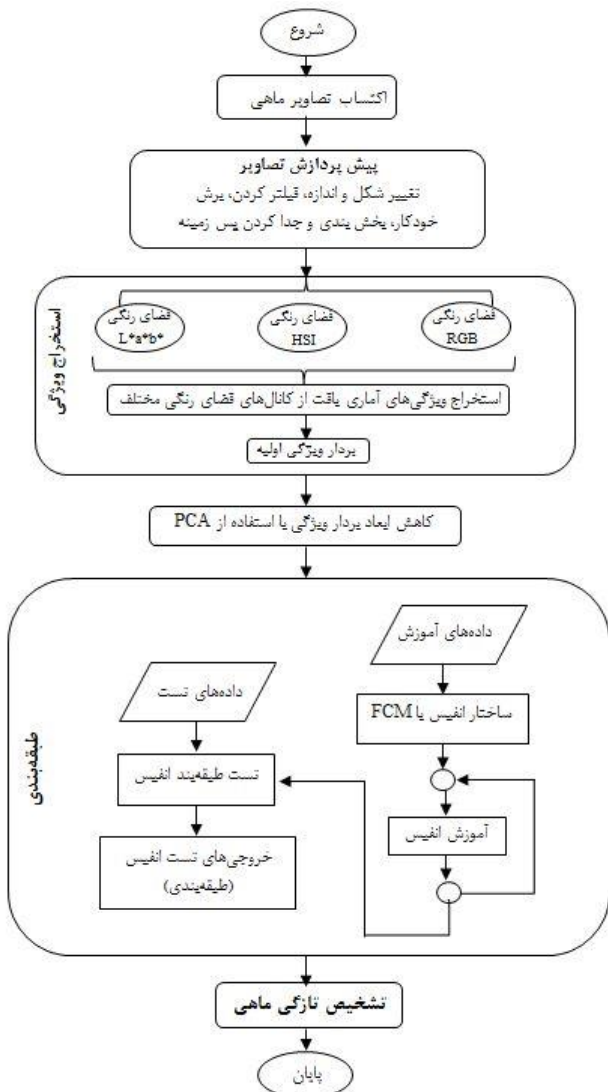 شروع
اکتساب تصاویر ماهی
پیش پردازش تصاویر
تغییر شکل و اندازه، فیلتر کردن، برش
خودکار، بخش بندی و جدا کردن پس زمینه
استخراج ویژگی
فضای رنگی
RGB
فضای رنگی
HSI
فضای رنگی
L*a*b*
استخراج ویژگی‌های آماری بافت از کانال‌های فضای رنگی مختلف
بردار ویژگی اولیه
کاهش ابعاد بردار ویژگی با استفاده از PCA
طبقه‌بندی
داده‌های آموزش
ساختار انفیس با FCM
آموزش انفیس
داده‌های تست
تست طبقه‌بند انفیس
خروجی‌های تست انفیس
(طبقه‌بندی)
تشخیص تازگی ماهی
پایان